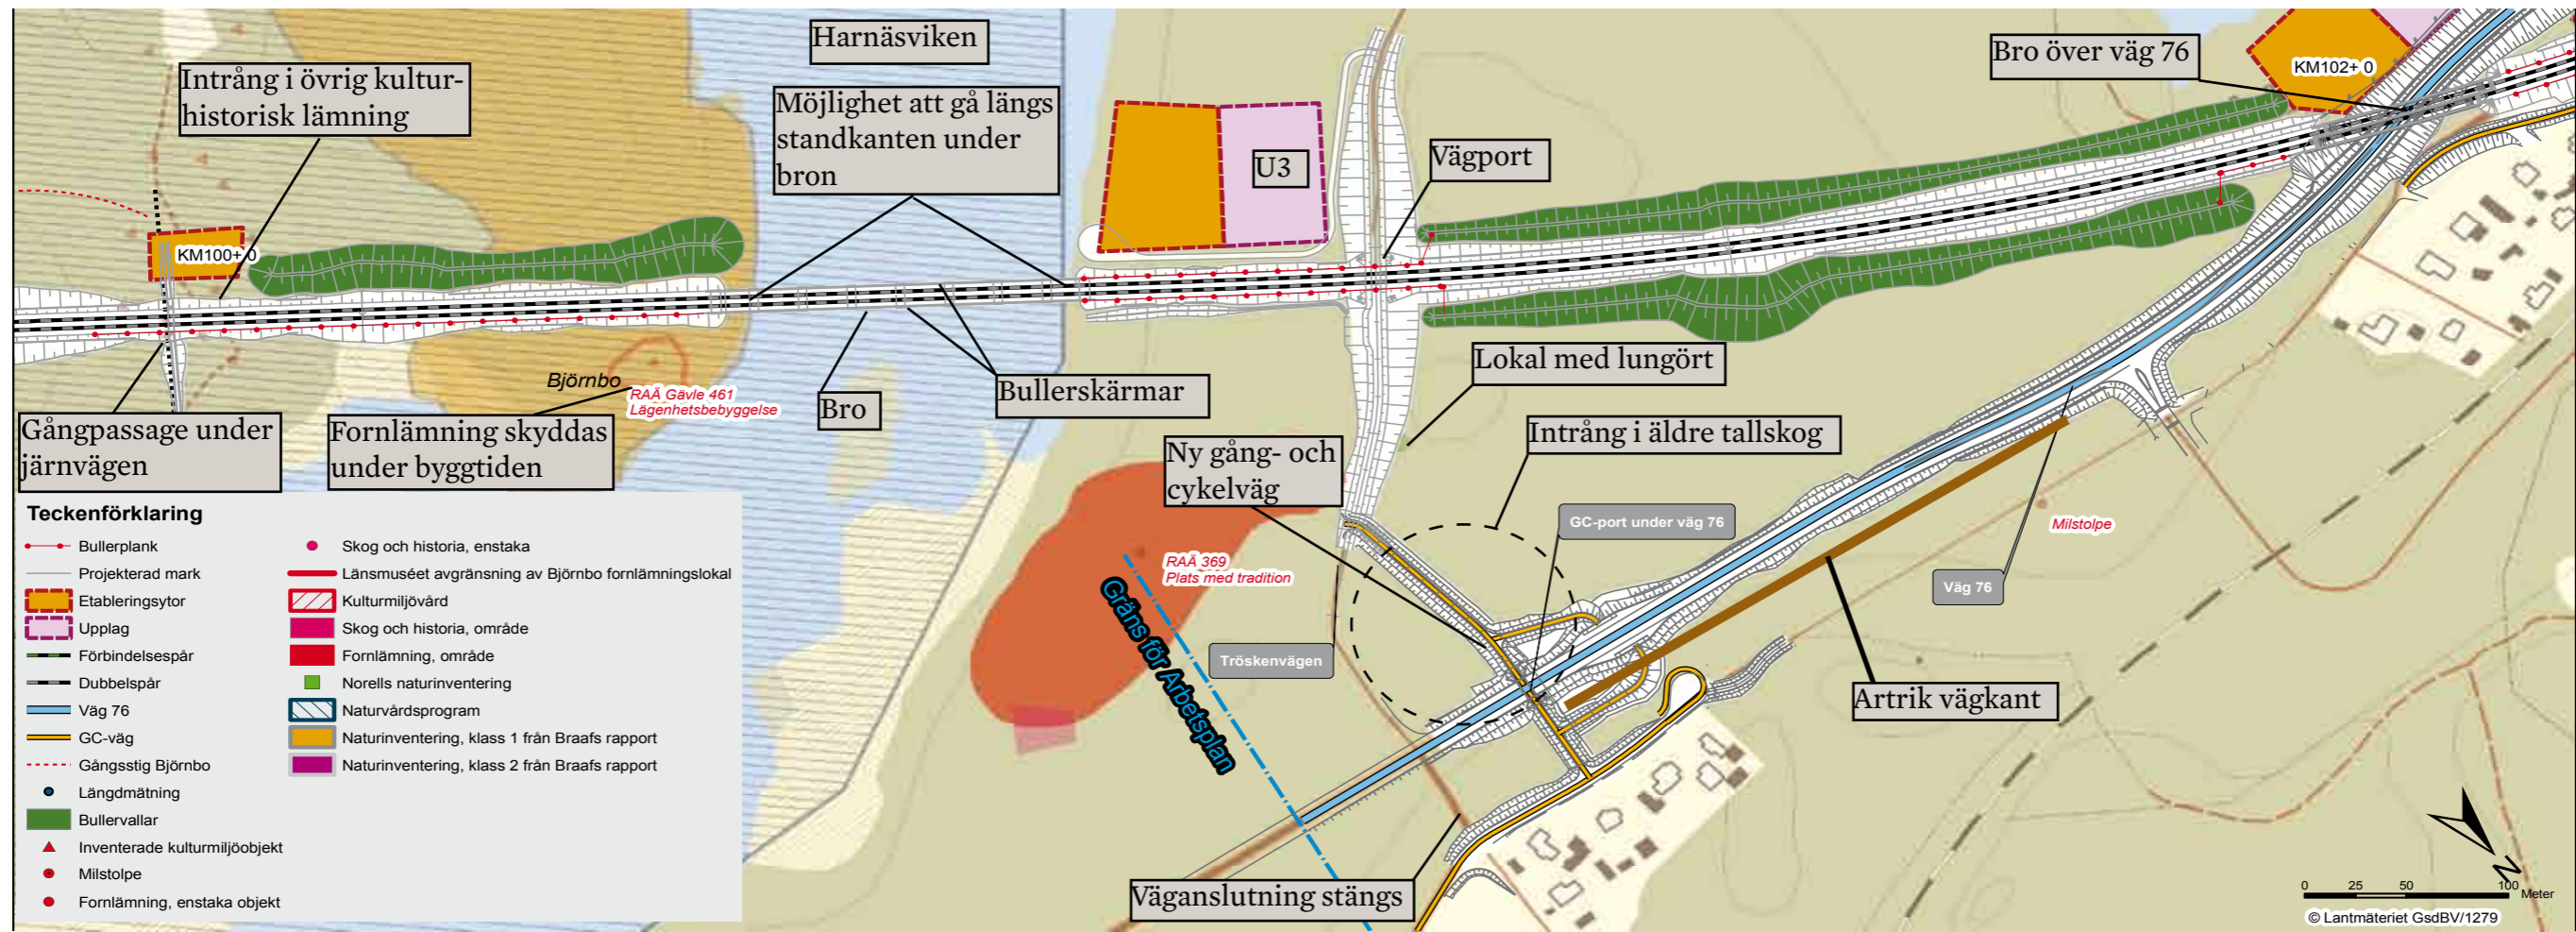 Harnäsviken
Bro över väg 76
KM102+ 0
Intrång i övrig kultur-
historisk lämning
Möjlighet att gå längs
standkanten under
bron
U3
Vägport
KM100+ 0
Björnbo
RAÄ Gävle 461
Lägenhetsbebyggelse
Bro
Bullerskärmar
Lokal med lungört
Gångpassage under
järnvägen
Fornlämning skyddas
under byggtiden
Ny gång- och
cykelväg
Intrång i äldre tallskog
GC-port under väg 76
Milstolpe
RAÄ 369
Plats med tradition
Väg 76
Gräns för Arbetsplan
Tröskenvägen
Artrik vägkant
Väganslutning stängs
Teckenförklaring
Bullerplank
Projekterad mark
Etableringsytor
Upplag
Förbindelsespår
Dubbelspår
Väg 76
GC-väg
Gångsstig Björnbo
Längdmätning
Bullervallar
Inventerade kulturmiljöobjekt
Milstolpe
Fornlämning, enstaka objekt
Skog och historia, enstaka
Länsmuséet avgränsning av Björnbo fornlämningslokal
Kulturmiljövård
Skog och historia, område
Fornlämning, område
Norells naturinventering
Naturvårdsprogram
Naturinventering, klass 1 från Braafs rapport
Naturinventering, klass 2 från Braafs rapport
N
0 25 50 100
Meter
© Lantmäteriet GsdBV/1279